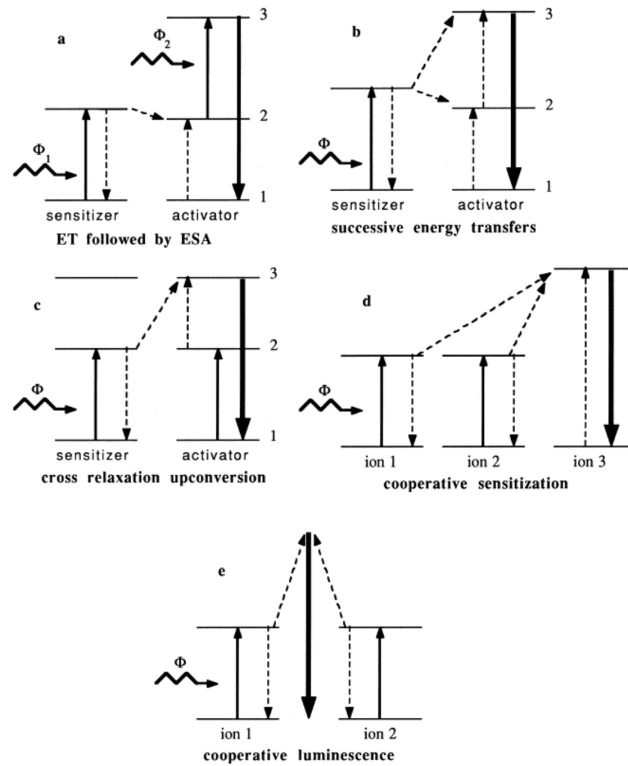 a
Φ2
3
Φ1
2
1
sensitizer activator
ET followed by ESA
b
3
Φ
2
1
sensitizer activator
successive energy transfers
c
3
Φ
2
1
sensitizer activator
cross relaxation upconversion
d
Φ
ion 1 ion 2 ion 3
cooperative sensitization
e
Φ
ion 1 ion 2
cooperative luminescence